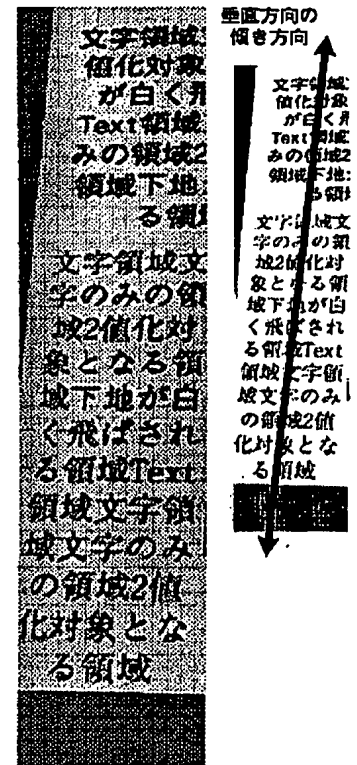 文字領域
値化対象
が白く飛
Text領域
みの領域2
領域下地
る領域
文字領域文
字のみの領
域2値化対
象となる領
域下地が白
く飛ばされ
る領域Text
領域文字領
域文字のみ
の領域2値
化対象とな
る領域
垂直方向の
傾き方向
文字領域
値化対象
が白く飛
Text領域
みの領域2
領域下地
る領域
文字領域文
字のみの領
域2値化対
象となる領
域下地が白
く飛ばされ
る領域Text
領域文字領
域文字のみ
の領域2値
化対象とな
る領域